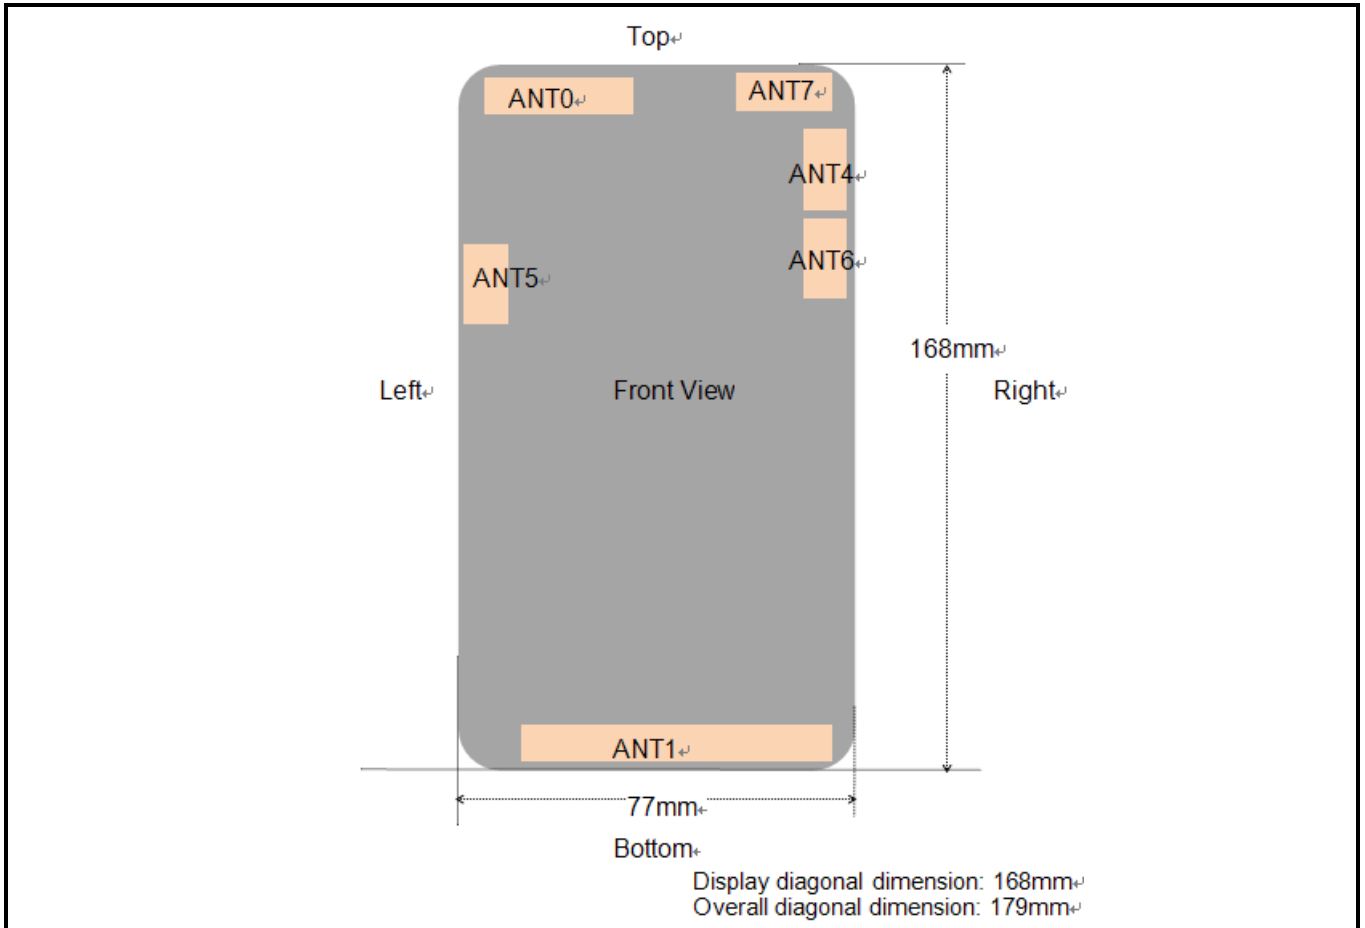 Top↵
ANT0↵
ANT7↵
ANT4↵
ANT6↵
ANT5↵
168mm↵
Left↵
Front View
Right↵
ANT1↵
77mm↵
Bottom↵
Display diagonal dimension: 168mm↵
Overall diagonal dimension: 179mm↵